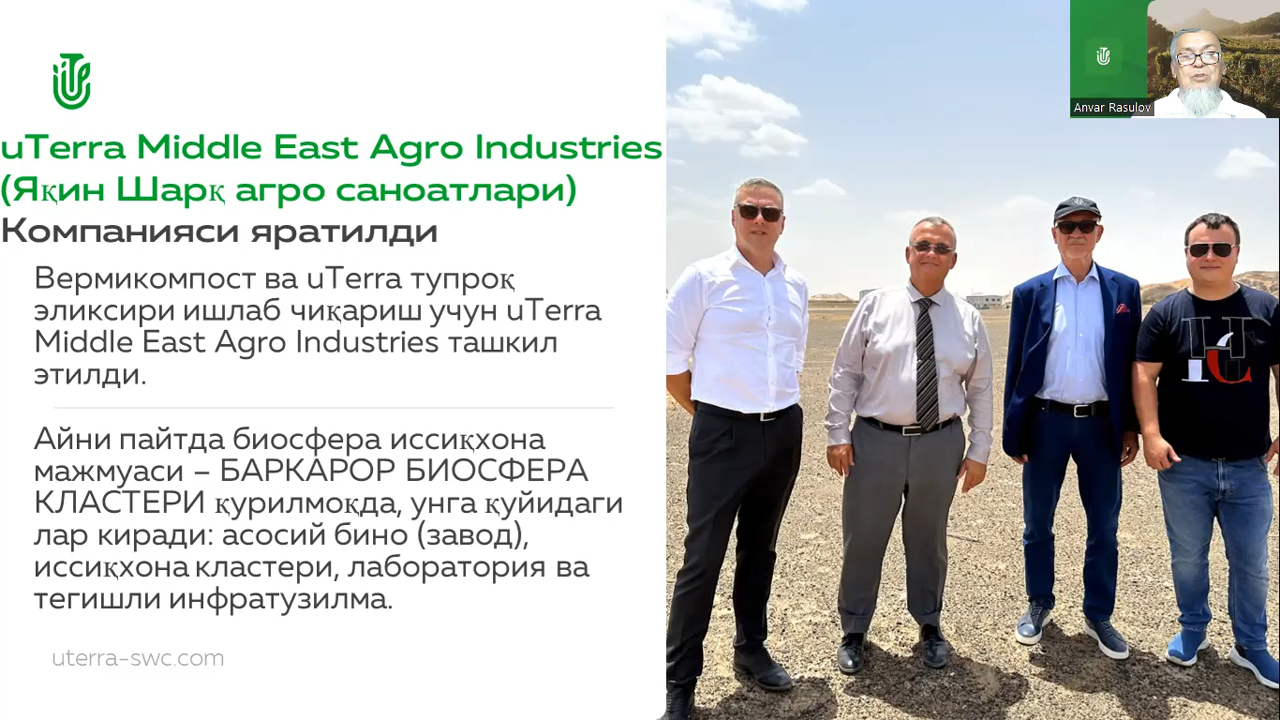 uTerra Middle East Agro Industries
(Яқин Шарқ агро саноатлари)
Компанияси яратилди
Вермикомпост ва uTerra тупроқ
эликсири ишлаб чиқариш учун uTerra
Middle East Agro Industries ташкил
этилди.
Айни пайтда биосфера иссиқхона
мажмуаси – БАРКАРОР БИОСФЕРА
КЛАСТЕРИ қурилмоқда, унга қуйидаги
лар киради: асосий бино (завод),
иссиқхона кластери, лаборатория ва
тегишли инфратузилма.
uterra-swc.com
Anvar Rasulov